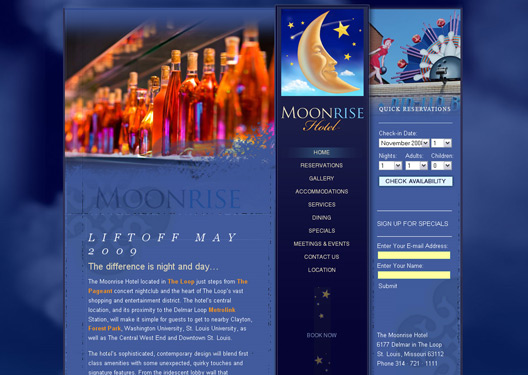 MOONRISE
LIFTOFF MAY
2009
The difference is night and day…
The Moonrise Hotel located in The Loop just steps from The
Pageant concert nightclub and the heart of The Loop's vast
shopping and entertainment district. The hotel's central
location, and its proximity to the Delmar Loop Metrolink
Station, will make it simple for guests to get to nearby Clayton,
Forest Park, Washington University, St. Louis University, as
well as The Central West End and Downtown St. Louis.
The hotel's sophisticated, contemporary design will blend first
class amenities with some unexpected, quirky touches and
signature features. From the iridescent lobby wall that
MOONRISE
Hotel
HOME
RESERVATIONS
GALLERY
ACCOMMODATIONS
SERVICES
DINING
SPECIALS
MEETINGS & EVENTS
CONTACT US
LOCATION
BOOK NOW
QUICK RESERVATIONS
Check-in Date:
November 200 1
Nights: Adults: Children:
1 1 0
CHECK AVAILABILITY
SIGN UP FOR SPECIALS
Enter Your E-mail Address:
Enter Your Name:
Submit
The Moonrise Hotel
6177 Delmar in The Loop
St. Louis, Missouri 63112
Phone 314 · 721 · 1111